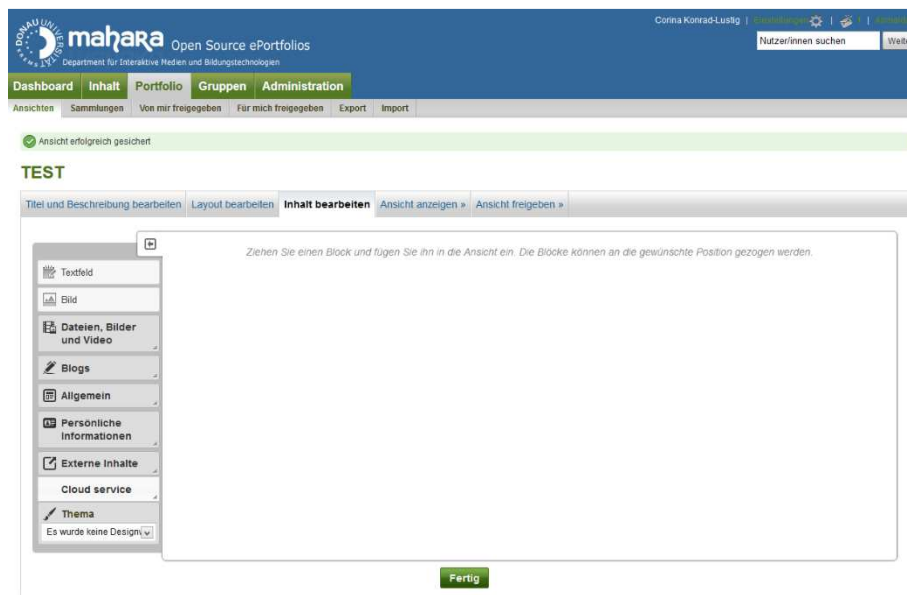 DONAU UNI
mahara Open Source ePortfolios
Department für Interaktive Medien und Bildungstechnologien
Corina Konrad-Lustig | Einstellungen | |
Nutzer/innen suchen
Dashboard Inhalt Portfolio Gruppen Administration
Ansichten Sammlungen Von mir freigegeben Für mich freigegeben Export Import
Ansicht erfolgreich gesichert
TEST
Titel und Beschreibung bearbeiten Layout bearbeiten Inhalt bearbeiten Ansicht anzeigen » Ansicht freigeben »
Ziehen Sie einen Block und fügen Sie ihn in die Ansicht ein. Die Blöcke können an die gewünschte Position gezogen werden.
Textfeld
Bild
Dateien, Bilder
und Video
Blogs
Allgemein
Persönliche
Informationen
Externe Inhalte
Cloud service
Thema
Es wurde keine Design
Fertig